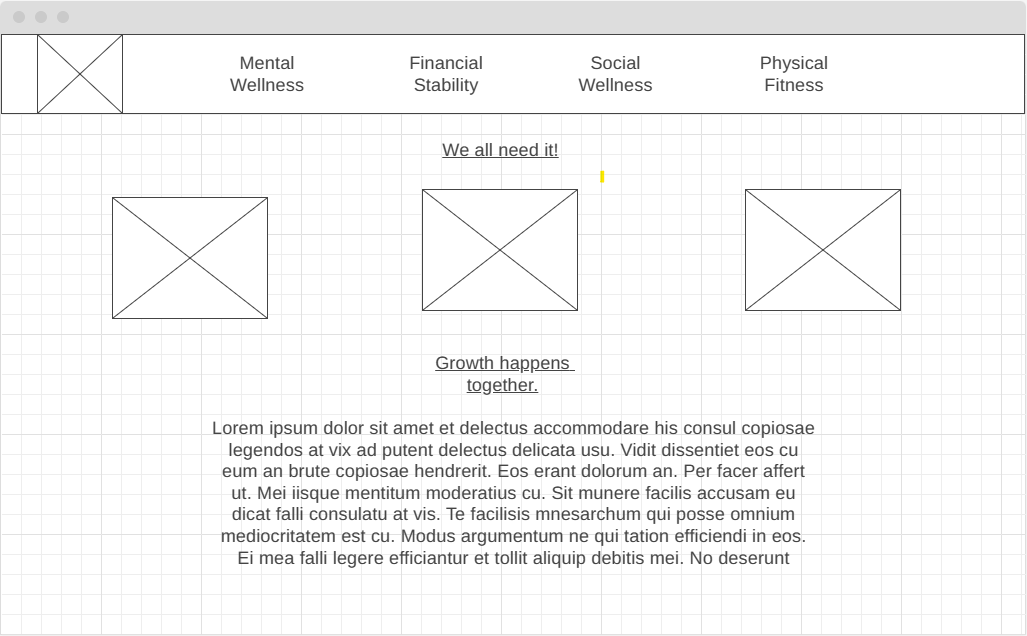 Mental Financial Social Physical
Wellness Stability Wellness Fitness
We all need it!
Growth happens
together.
Lorem ipsum dolor sit amet et delectus accommodare his consul copiosae
legendos at vix ad putent delectus delicata usu. Vidit dissentiet eos cu
eum an brute copiosae hendrerit. Eos erant dolorum an. Per facer affert
ut. Mei iisque mentitum moderatius cu. Sit munere facilis accusam eu
dicat falli consulatu at vis. Te facilisis mnesarchum qui posse omnium
mediocritatem est cu. Modus argumentum ne qui tation efficiendi in eos.
Ei mea falli legere efficiantur et tollit aliquip debitis mei. No deserunt